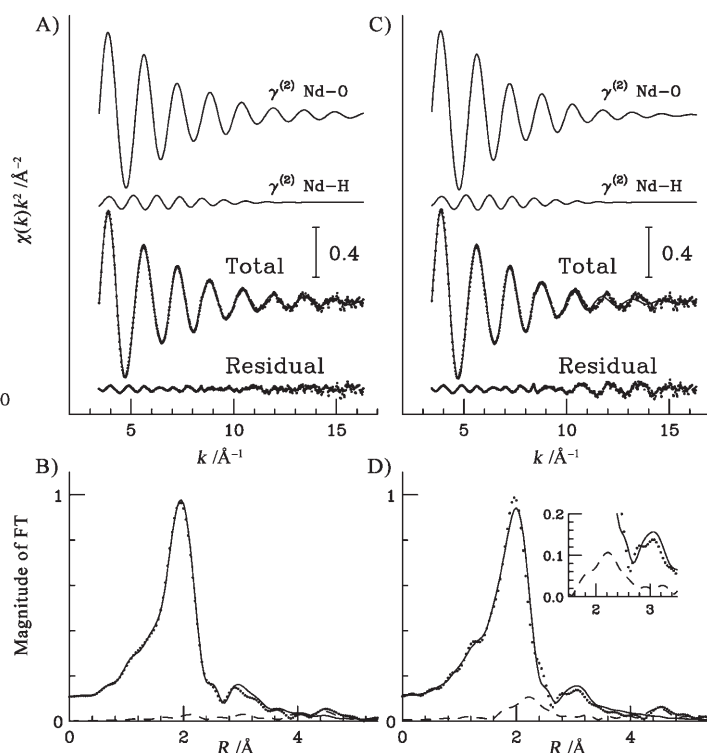 A)
γ⁽²⁾ Nd–O
γ⁽²⁾ Nd–H
0.4
Total
Residual
χ(k)k² /Å⁻²
0
5
10
15
k /Å⁻¹
C)
γ⁽²⁾ Nd–O
γ⁽²⁾ Nd–H
0.4
Total
Residual
5
10
15
k /Å⁻¹
B)
1
Magnitude of FT
0
0
2
4
R /Å
D)
1
0
0
2
4
R /Å
0.2
0.1
0.0
2
3